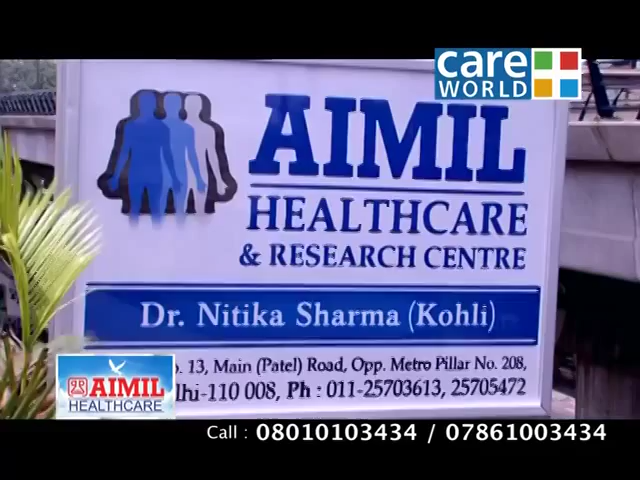 care
WORLD
AIMIL
HEALTHCARE
& RESEARCH CENTRE
Dr. Nitika Sharma (Kohli)
13, Main (Patel) Road, Opp. Metro Pillar No. 208,
110 008, Ph : 011-25703613, 25705472
AIMIL
HEALTHCARE
Call : 08010103434 / 07861003434